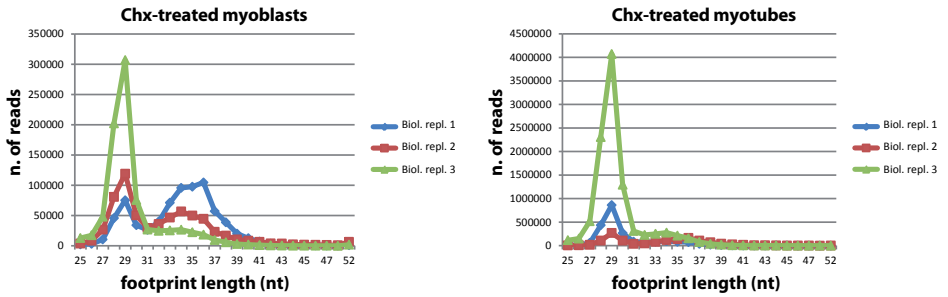 Chx-treated myoblasts
n. of reads
350000
300000
250000
200000
150000
100000
50000
0
25 27 29 31 33 35 37 39 41 43 45 47 49 52
footprint length (nt)
Biol. repl. 1
Biol. repl. 2
Biol. repl. 3
Chx-treated myotubes
n. of reads
4500000
4000000
3500000
3000000
2500000
2000000
1500000
1000000
500000
0
25 27 29 31 33 35 37 39 41 43 45 47 49 52
footprint length (nt)
Biol. repl. 1
Biol. repl. 2
Biol. repl. 3